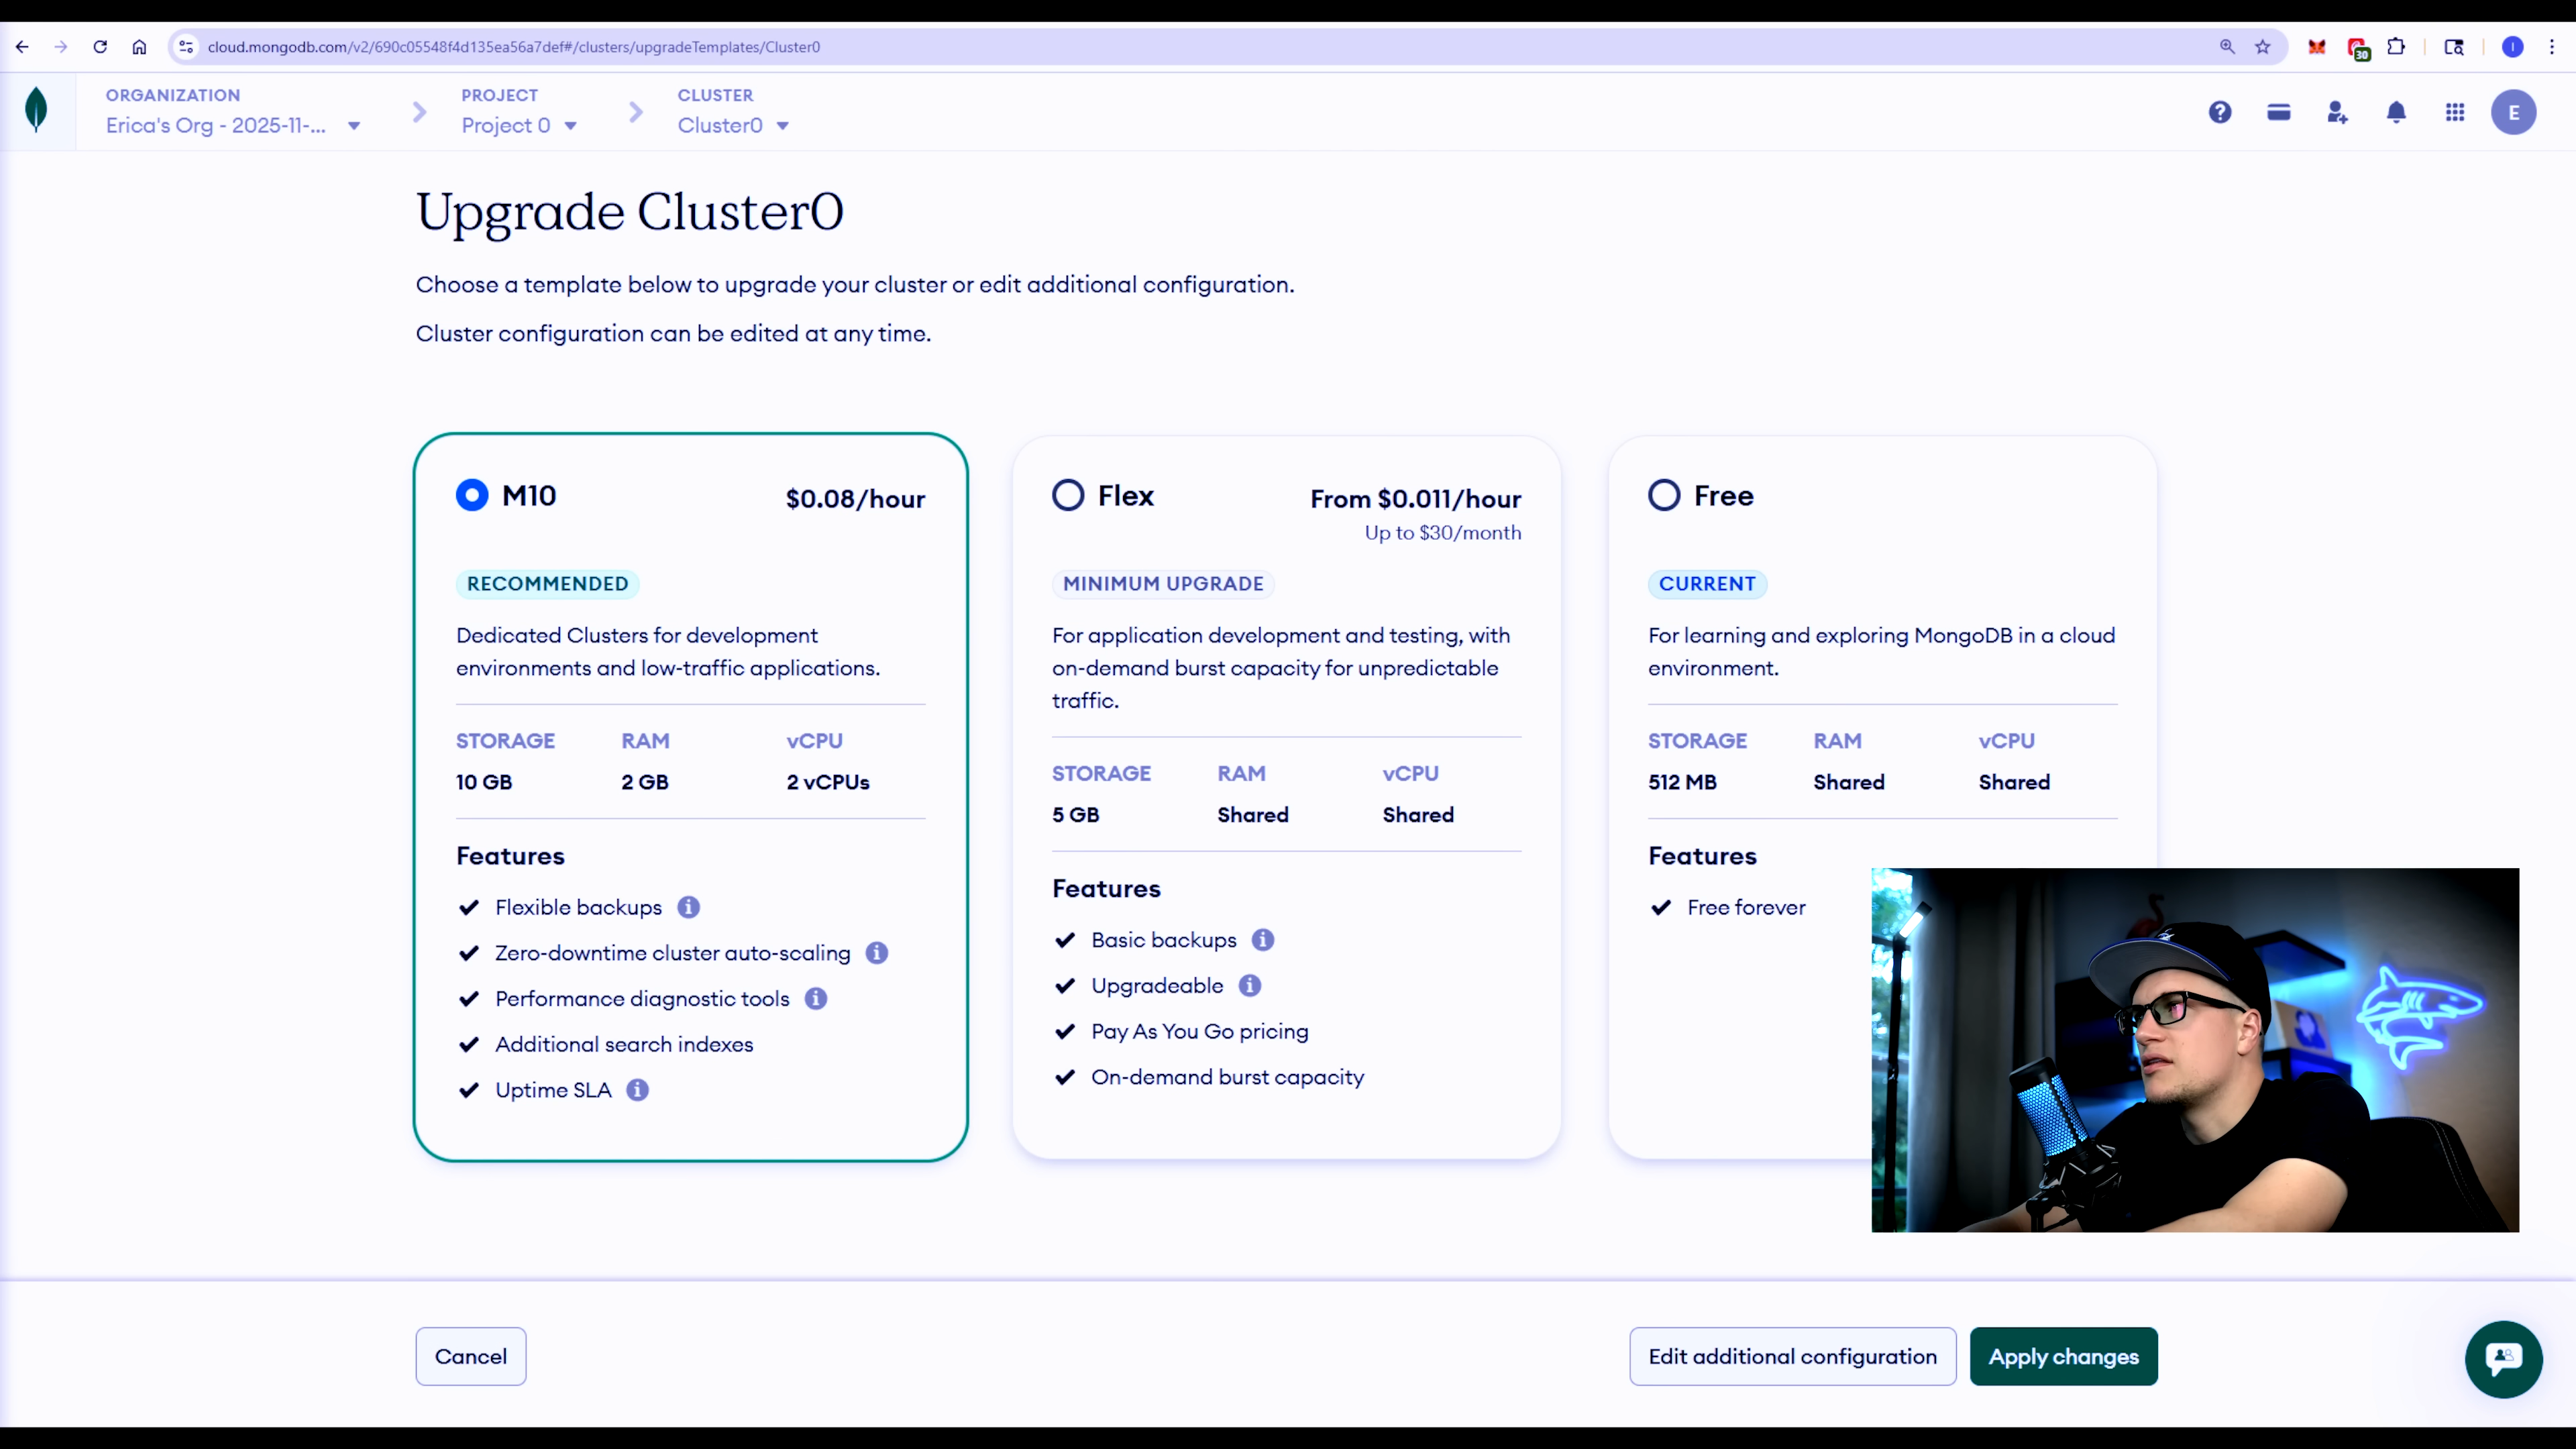 cloud.mongodb.com/v2/690c05548f4d135ea56a7def#/clusters/upgradeTemplates/Cluster0
30
I
ORGANIZATION
Erica's Org - 2025-11-...
PROJECT
Project 0
CLUSTER
Cluster0
E
Upgrade Cluster0
Choose a template below to upgrade your cluster or edit additional configuration.
Cluster configuration can be edited at any time.
M10
$0.08/hour
RECOMMENDED
Dedicated Clusters for development
environments and low-traffic applications.
STORAGE RAM vCPU
10 GB 2 GB 2 vCPUs
Features
Flexible backups
Zero-downtime cluster auto-scaling
Performance diagnostic tools
Additional search indexes
Uptime SLA
Flex
From $0.011/hour
Up to $30/month
MINIMUM UPGRADE
For application development and testing, with
on-demand burst capacity for unpredictable
traffic.
STORAGE RAM vCPU
5 GB Shared Shared
Features
Basic backups
Upgradeable
Pay As You Go pricing
On-demand burst capacity
Free
CURRENT
For learning and exploring MongoDB in a cloud
environment.
STORAGE RAM vCPU
512 MB Shared Shared
Features
Free forever
Cancel
Edit additional configuration
Apply changes